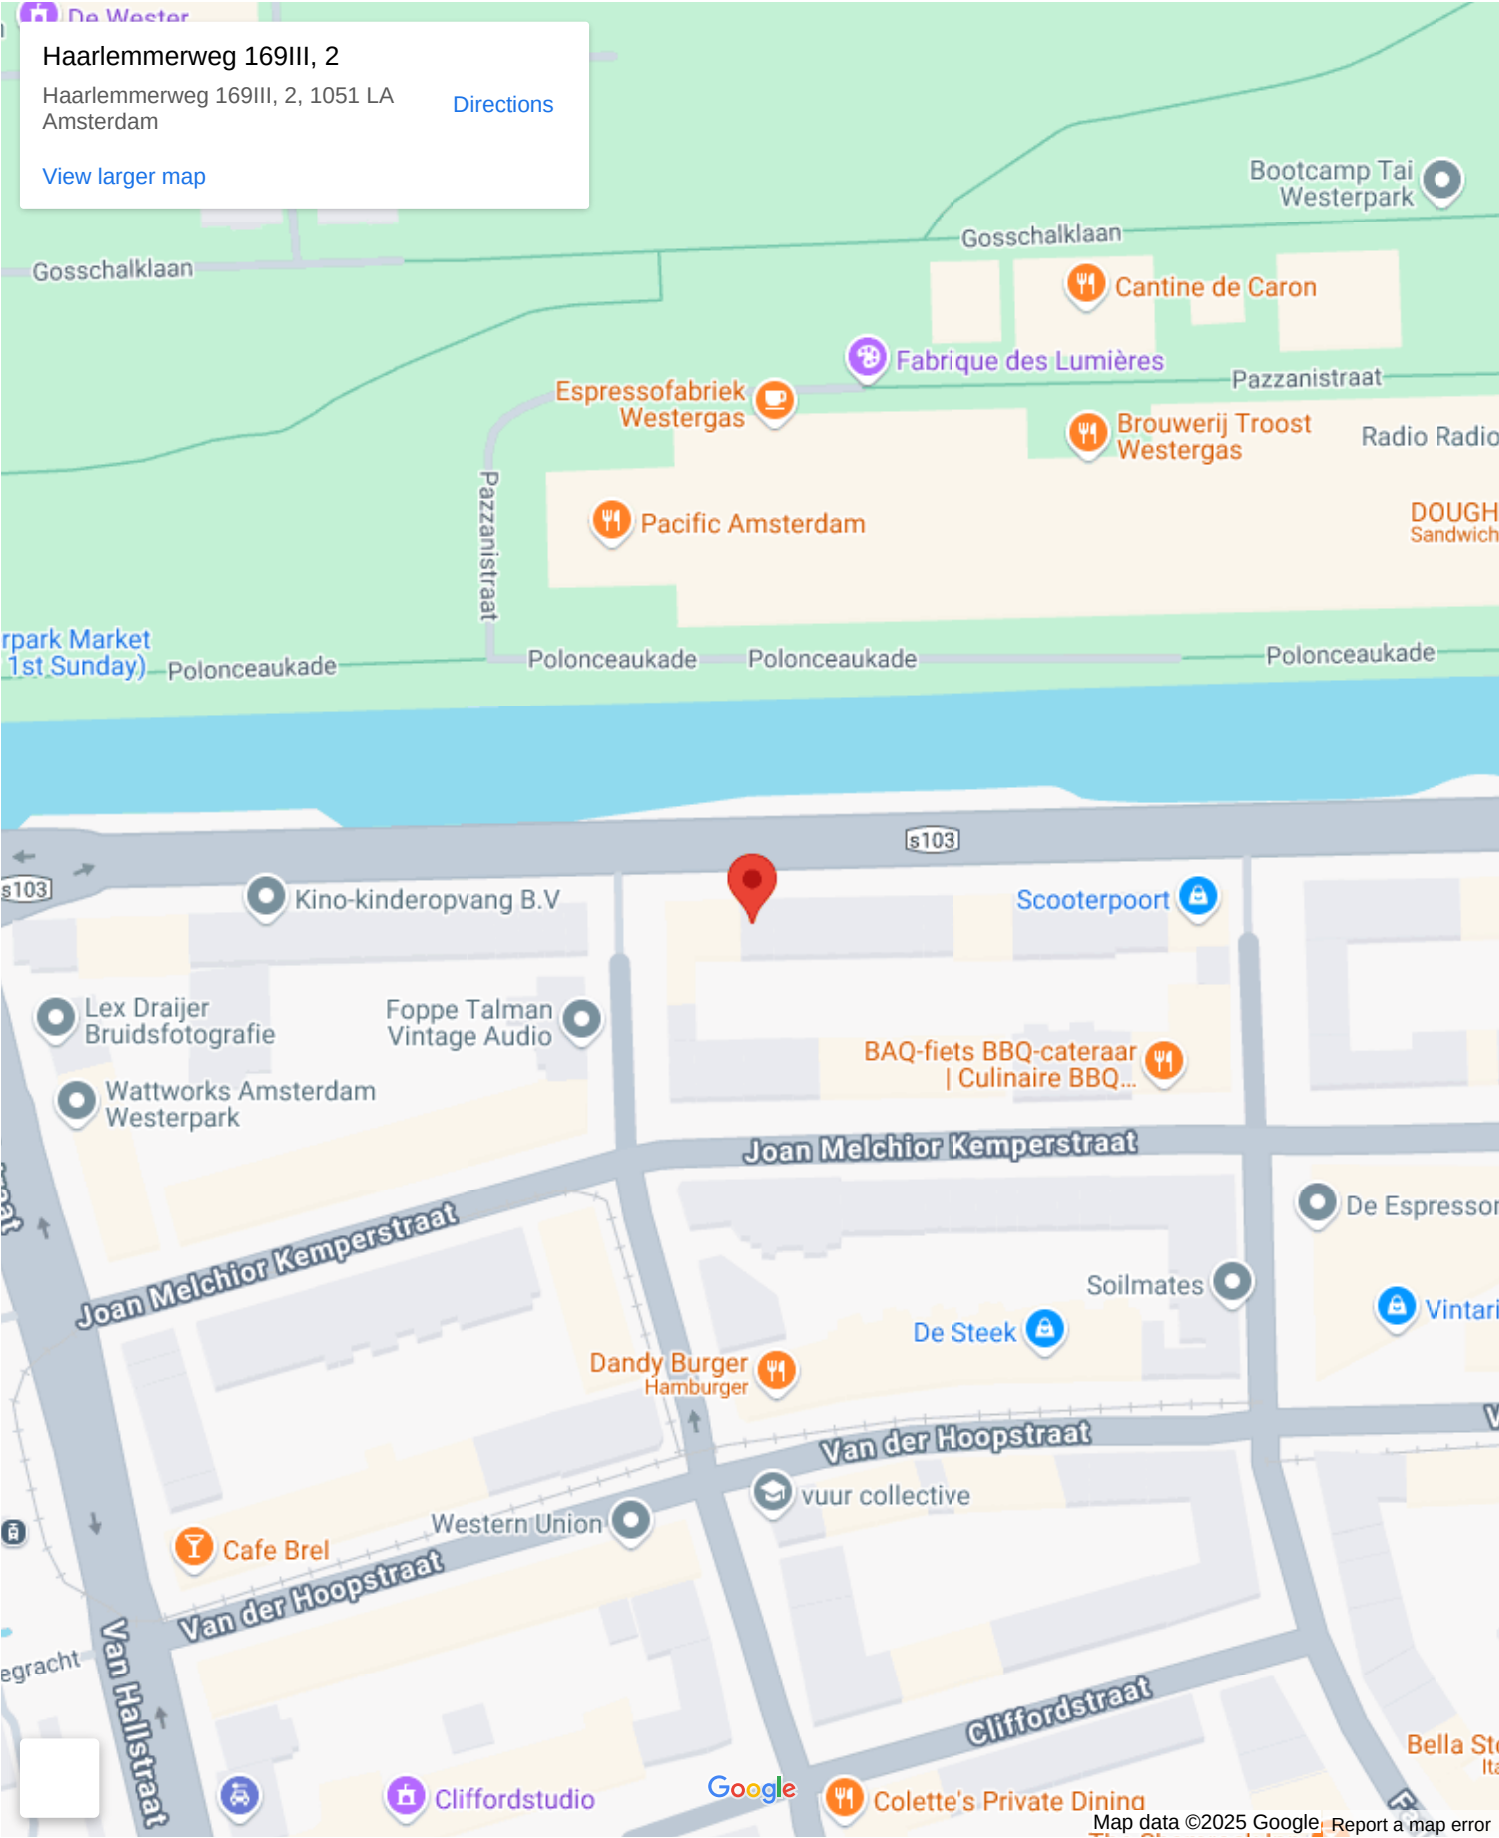 De Wester
Haarlemmerweg 169III, 2
Haarlemmerweg 169III, 2, 1051 LA
Amsterdam
Directions
View larger map
Bootcamp Tai
Westerpark
Gosschalklaan
Gosschalklaan
Cantine de Caron
Fabrique des Lumières
Pazzanistraat
Espressofabriek
Westergas
Brouwerij Troost
Westergas
Radio Radio
Pazzanistraat
Pacific Amsterdam
DOUGH
Sandwich
rpark Market
1st Sunday)
Polonceaukade
Polonceaukade
Polonceaukade
Polonceaukade
s103
s103
Kino-kinderopvang B.V
Scooterpoort
Lex Draijer
Bruidsfotografie
Foppe Talman
Vintage Audio
BAQ-fiets BBQ-cateraar
| Culinaire BBQ...
Wattworks Amsterdam
Westerpark
Joan Melchior Kemperstraat
Joan Melchior Kemperstraat
De Espressor
Soilmates
Vintari
De Steek
Dandy Burger
Hamburger
Van der Hoopstraat
vuur collective
Western Union
Cafe Brel
Van der Hoopstraat
egracht
Van Hallstraat
Cliffordstraat
Bella Sto
Ita
Cliffordstudio
Google
Colette's Private Dining
Map data ©2025 Google
Report a map error